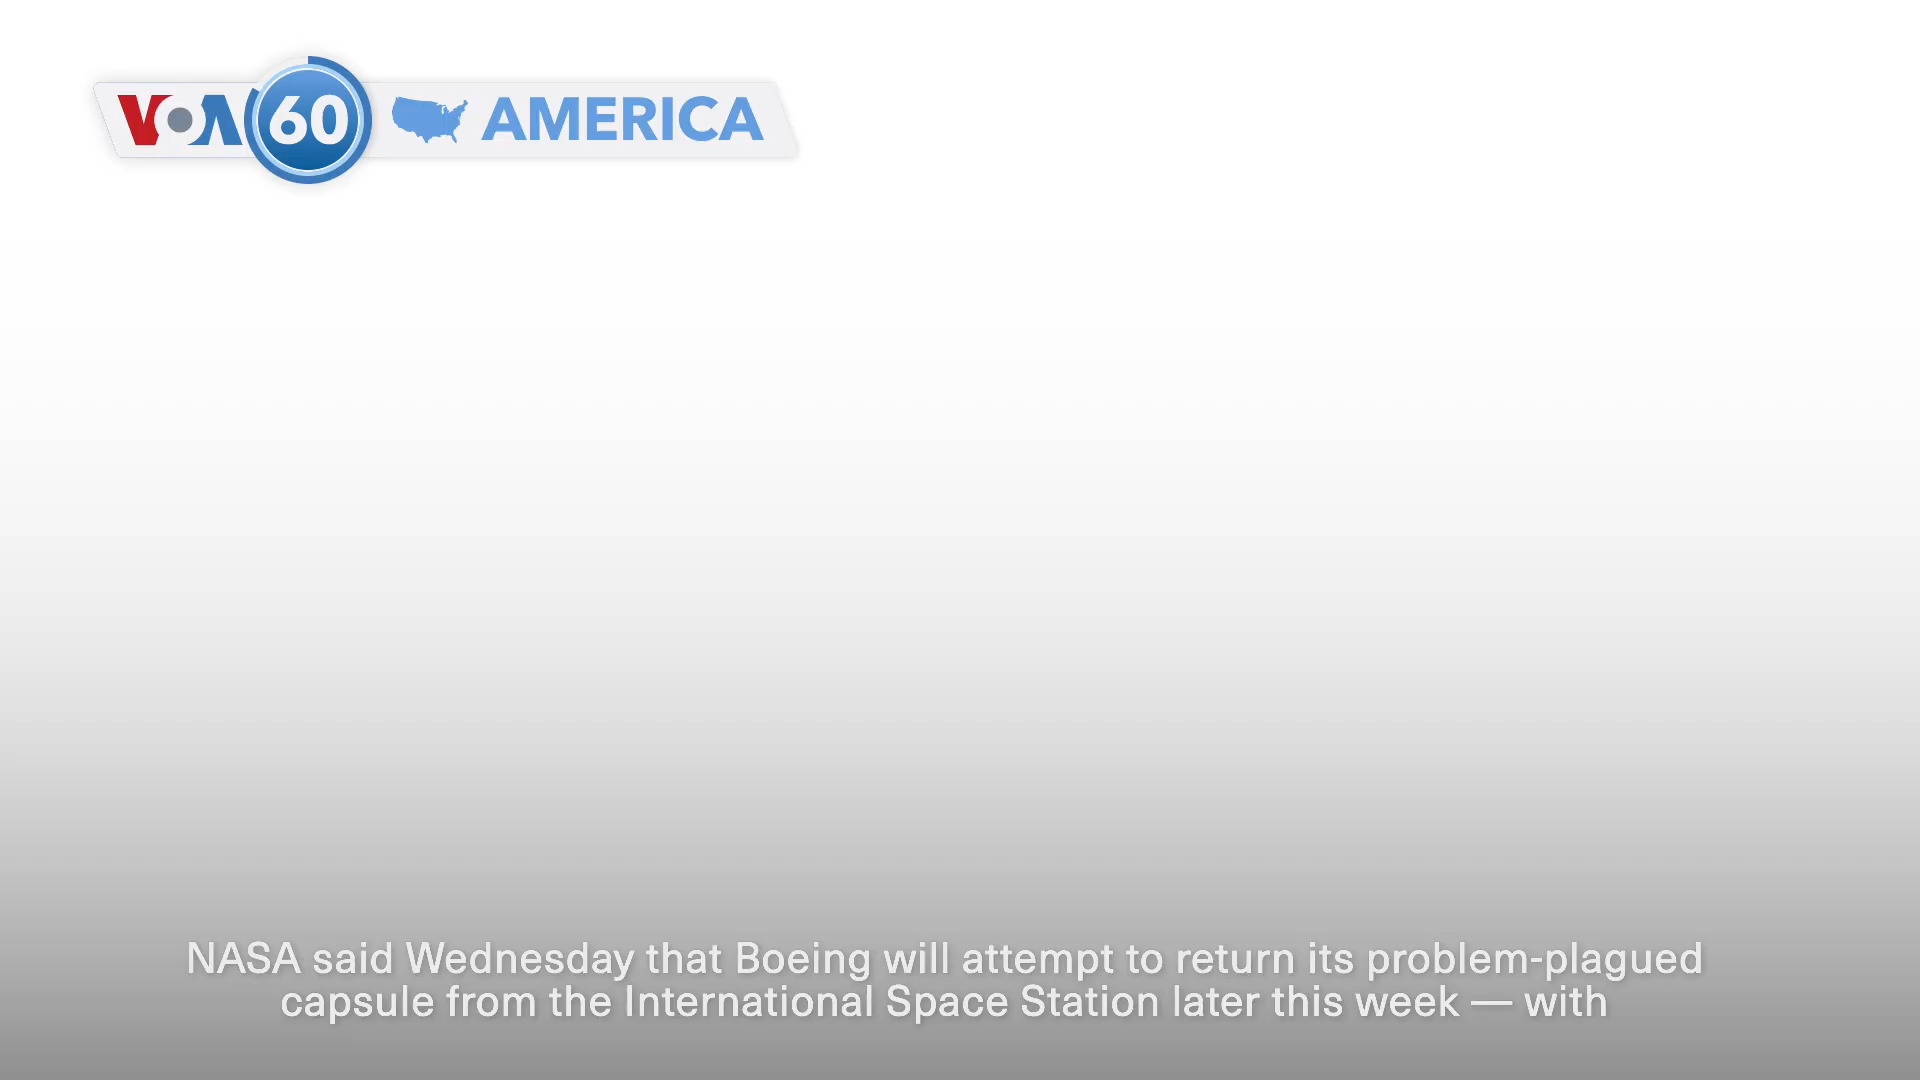 VOA 60 AMERICA
NASA said Wednesday that Boeing will attempt to return its problem-plagued
capsule from the International Space Station later this week — with